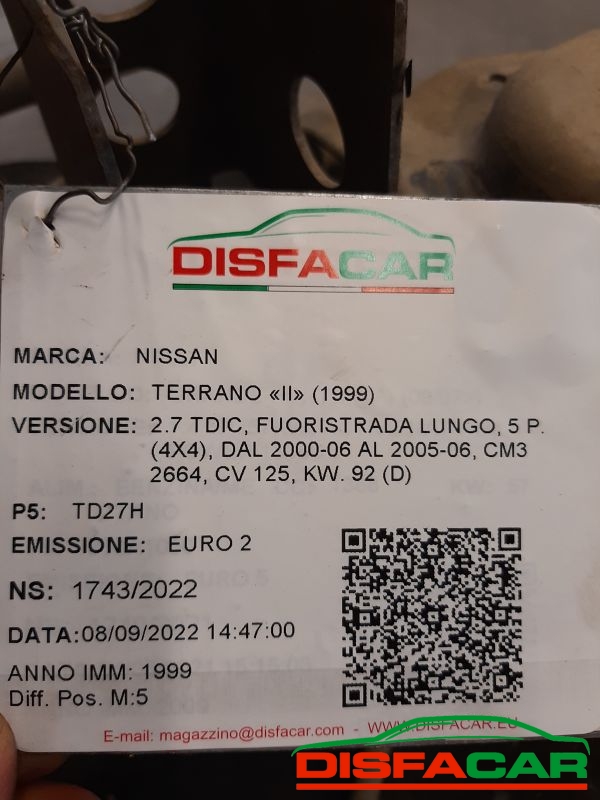 DISFACAR
MARCA: NISSAN
MODELLO: TERRANO «II» (1999)
VERSIONE: 2.7 TDIC, FUORISTRADA LUNGO, 5 P.
(4X4), DAL 2000-06 AL 2005-06, CM3
2664, CV 125, KW. 92 (D)
P5: TD27H
EMISSIONE: EURO 2
NS: 1743/2022
DATA:08/09/2022 14:47:00
ANNO IMM: 1999
Diff. Pos. M:5
E-mail: magazzino@disfacar.com - WWW.DISFACAR.EU
DISFACAR